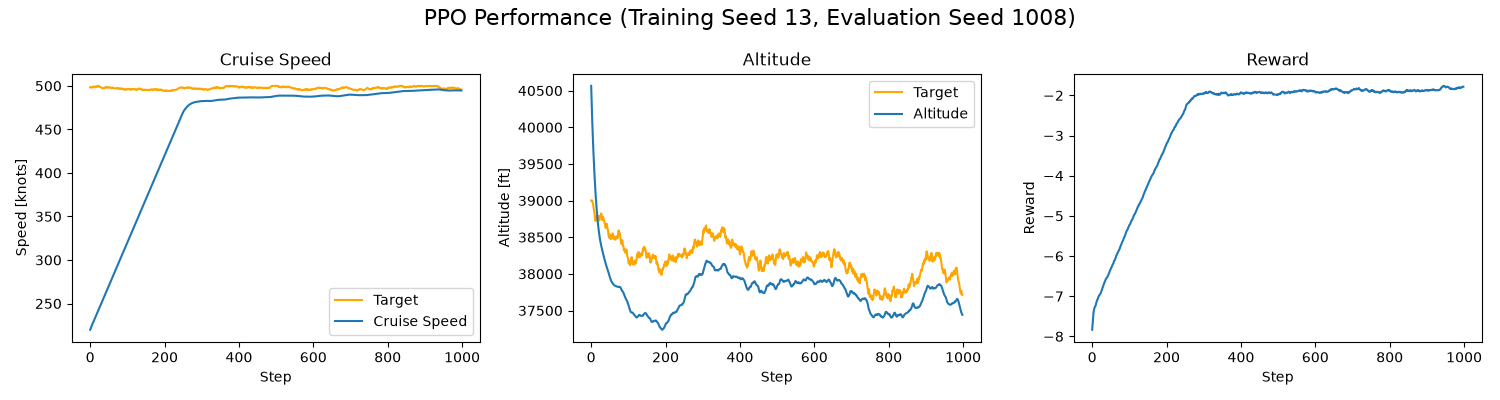 PPO Performance (Training Seed 13, Evaluation Seed 1008)
Cruise Speed
Speed [knots]
500
450
400
350
300
250
Target
Cruise Speed
0 200 400 600 800 1000
Step
Altitude
Altitude [ft]
40500
40000
39500
39000
38500
38000
37500
Target
Altitude
0 200 400 600 800 1000
Step
Reward
Reward
−2
−3
−4
−5
−6
−7
−8
0 200 400 600 800 1000
Step